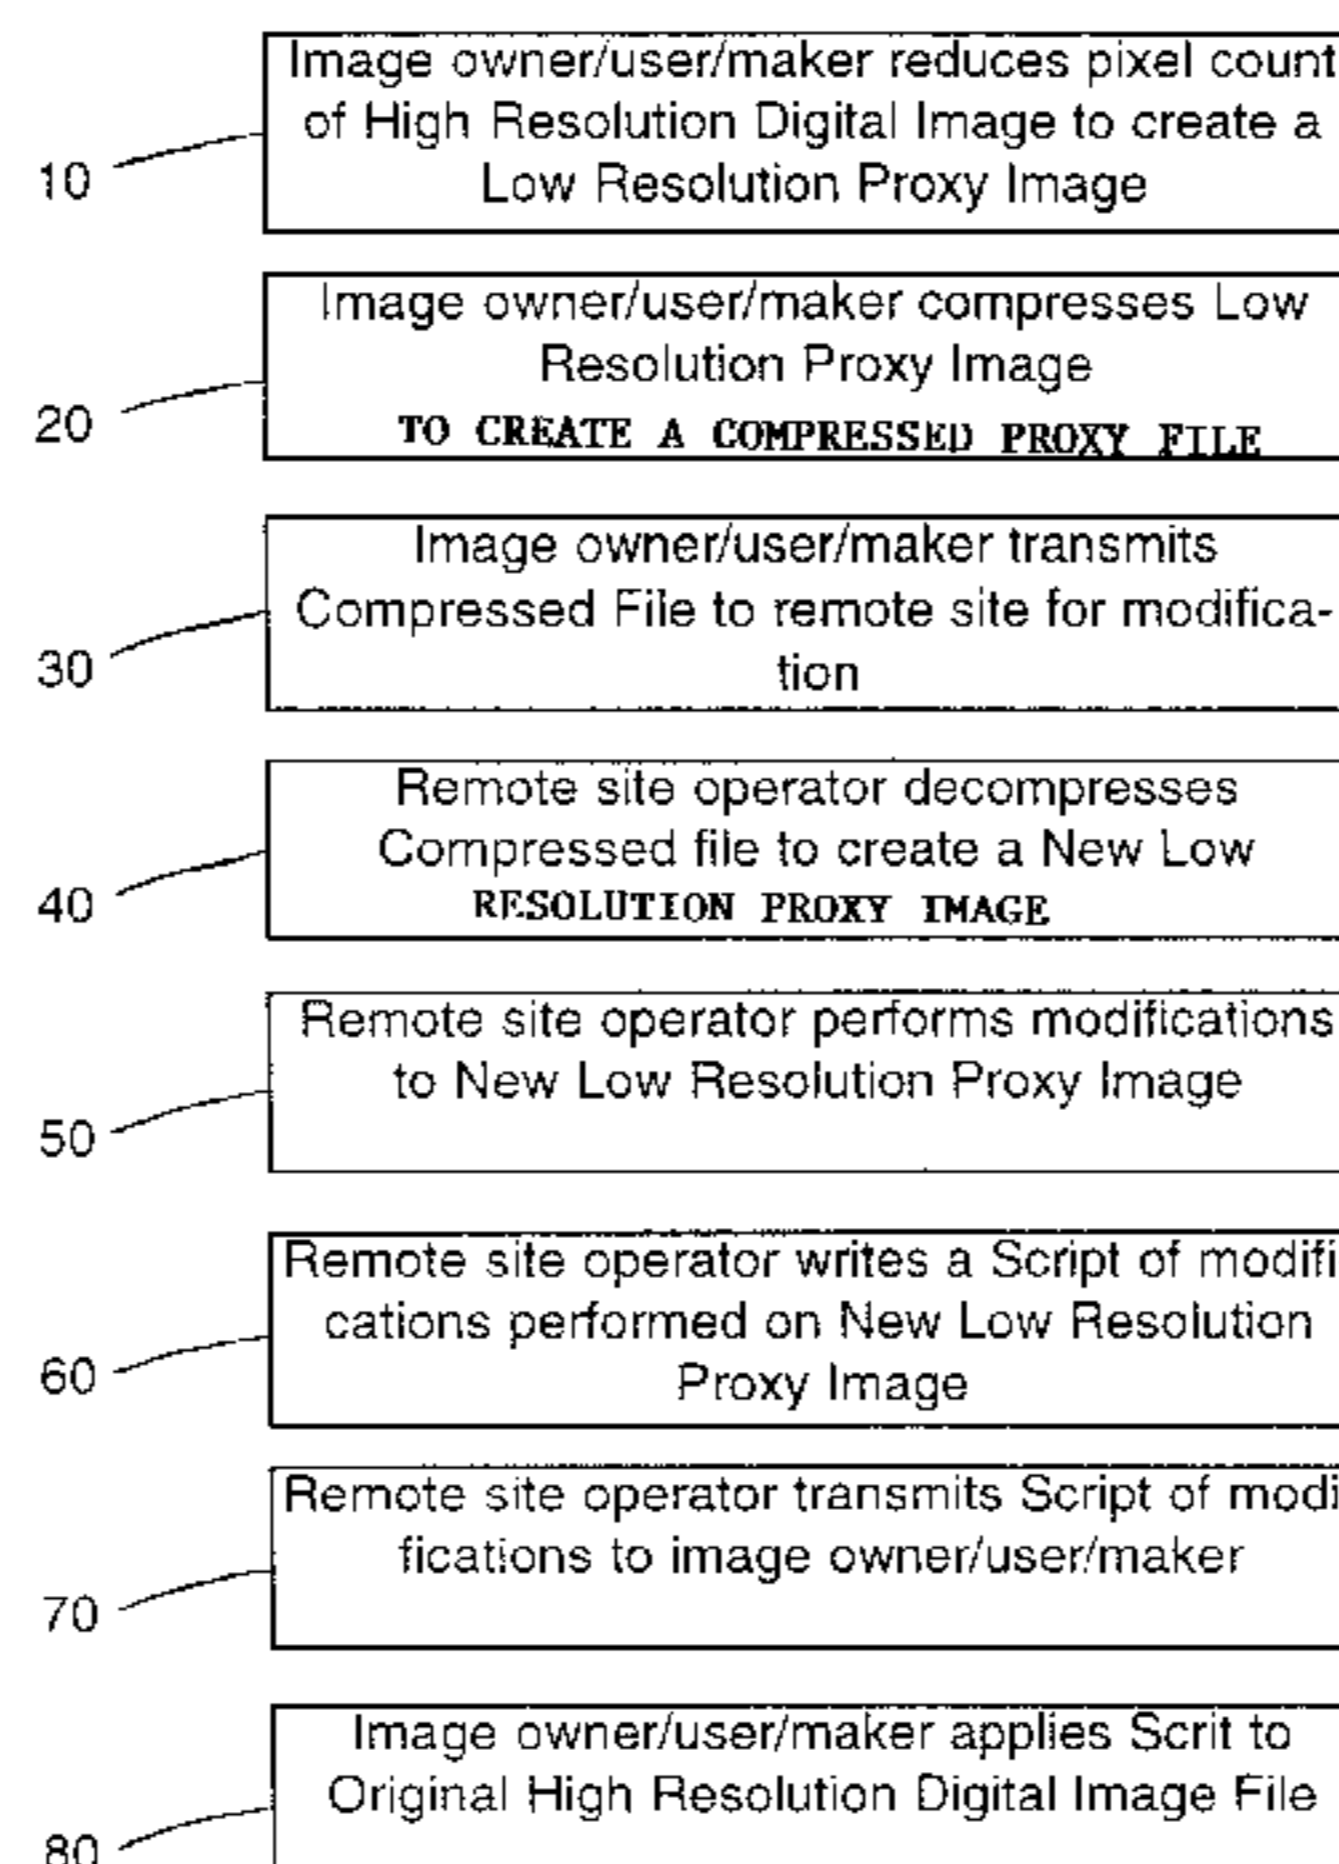 Image owner/user/maker reduces pixel count
of High Resolution Digital Image to create a
Low Resolution Proxy Image
10
Image owner/user/maker compresses Low
Resolution Proxy Image
TO CREATE A COMPRESSED PROXY FILE
20
Image owner/user/maker transmits
Compressed File to remote site for modifica-
tion
30
Remote site operator decompresses
Compressed file to create a New Low
RESOLUTION PROXY IMAGE
40
Remote site operator performs modifications
to New Low Resolution Proxy Image
50
Remote site operator writes a Script of modifi
cations performed on New Low Resolution
Proxy Image
60
Remote site operator transmits Script of modi
fications to image owner/user/maker
70
Image owner/user/maker applies Scrit to
Original High Resolution Digital Image File
80